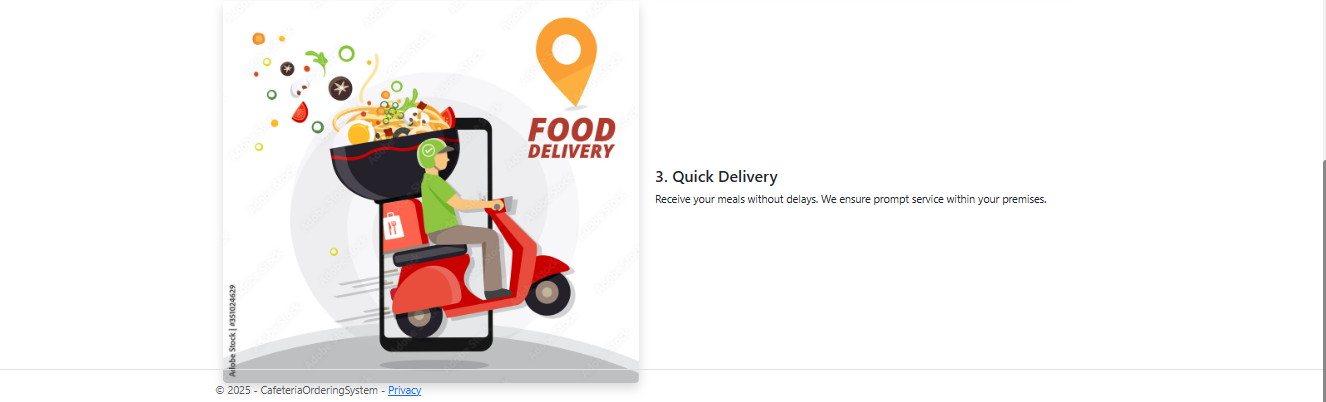 FOOD
DELIVERY
3. Quick Delivery
Receive your meals without delays. We ensure prompt service within your premises.
Adobe Stock | #351024629
© 2025 - CafeteriaOrderingSystem - Privacy